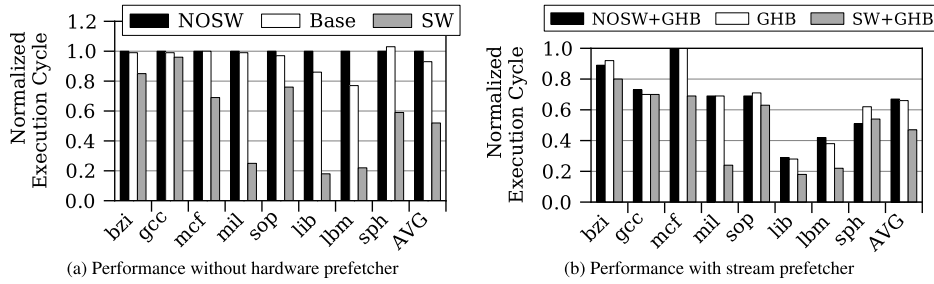 NOSW Base SW
Normalized
Execution Cycle
1.2
1.0
0.8
0.6
0.4
0.2
0.0
bzi gcc mcf mil sop lib lbm sph AVG
(a) Performance without hardware prefetcher
NOSW+GHB GHB SW+GHB
Normalized
Execution Cycle
1.0
0.8
0.6
0.4
0.2
0.0
bzi gcc mcf mil sop lib lbm sph AVG
(b) Performance with stream prefetcher